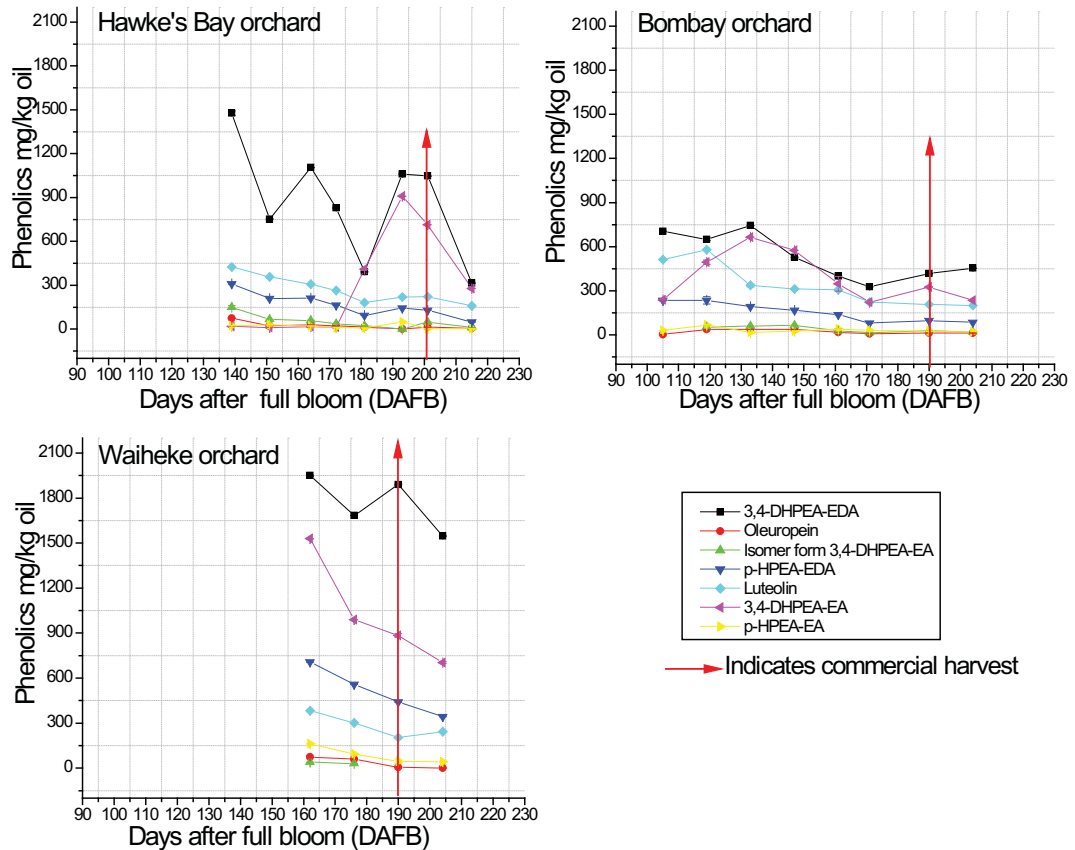 Hawke's Bay orchard
Phenolics mg/kg oil
2100
1800
1500
1200
900
600
300
0
90 100 110 120 130 140 150 160 170 180 190 200 210 220 230
Days after full bloom (DAFB)
Bombay orchard
Phenolics mg/kg oil
2100
1800
1500
1200
900
600
300
0
90 100 110 120 130 140 150 160 170 180 190 200 210 220 230
Days after full bloom (DAFB)
Waiheke orchard
Phenolics mg/kg oil
2100
1800
1500
1200
900
600
300
0
90 100 110 120 130 140 150 160 170 180 190 200 210 220 230
Days after full bloom (DAFB)
3,4-DHPEA-EDA
Oleuropein
Isomer form 3,4-DHPEA-EA
p-HPEA-EDA
Luteolin
3,4-DHPEA-EA
p-HPEA-EA
Indicates commercial harvest